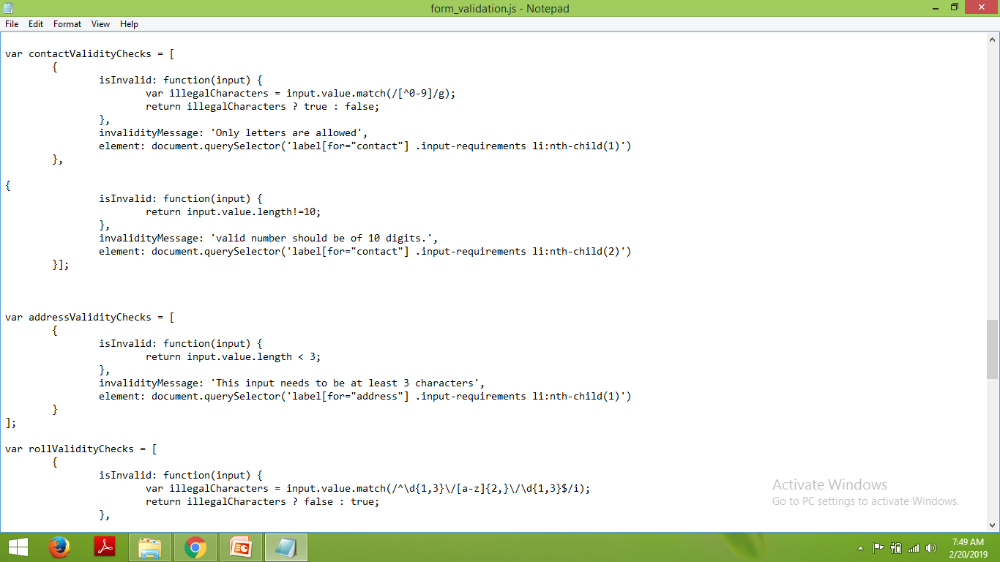 form_validation.js - Notepad
File Edit Format View Help
var contactValidityChecks = [
{
isInvalid: function(input) {
var illegalCharacters = input.value.match(/[^0-9]/g);
return illegalCharacters ? true : false;
},
invalidityMessage: 'Only letters are allowed',
element: document.querySelector('label[for="contact"] .input-requirements li:nth-child(1)')
},
{
isInvalid: function(input) {
return input.value.length!=10;
},
invalidityMessage: 'valid number should be of 10 digits.',
element: document.querySelector('label[for="contact"] .input-requirements li:nth-child(2)')
}];
var addressValidityChecks = [
{
isInvalid: function(input) {
return input.value.length < 3;
},
invalidityMessage: 'This input needs to be at least 3 characters',
element: document.querySelector('label[for="address"] .input-requirements li:nth-child(1)')
}
];
var rollValidityChecks = [
{
isInvalid: function(input) {
var illegalCharacters = input.value.match(/^\d{1,3}\/[a-z]{2,}\/\d{1,3}$/i);
return illegalCharacters ? false : true;
},
Activate Windows
Go to PC settings to activate Windows.
7:49 AM
2/20/2019